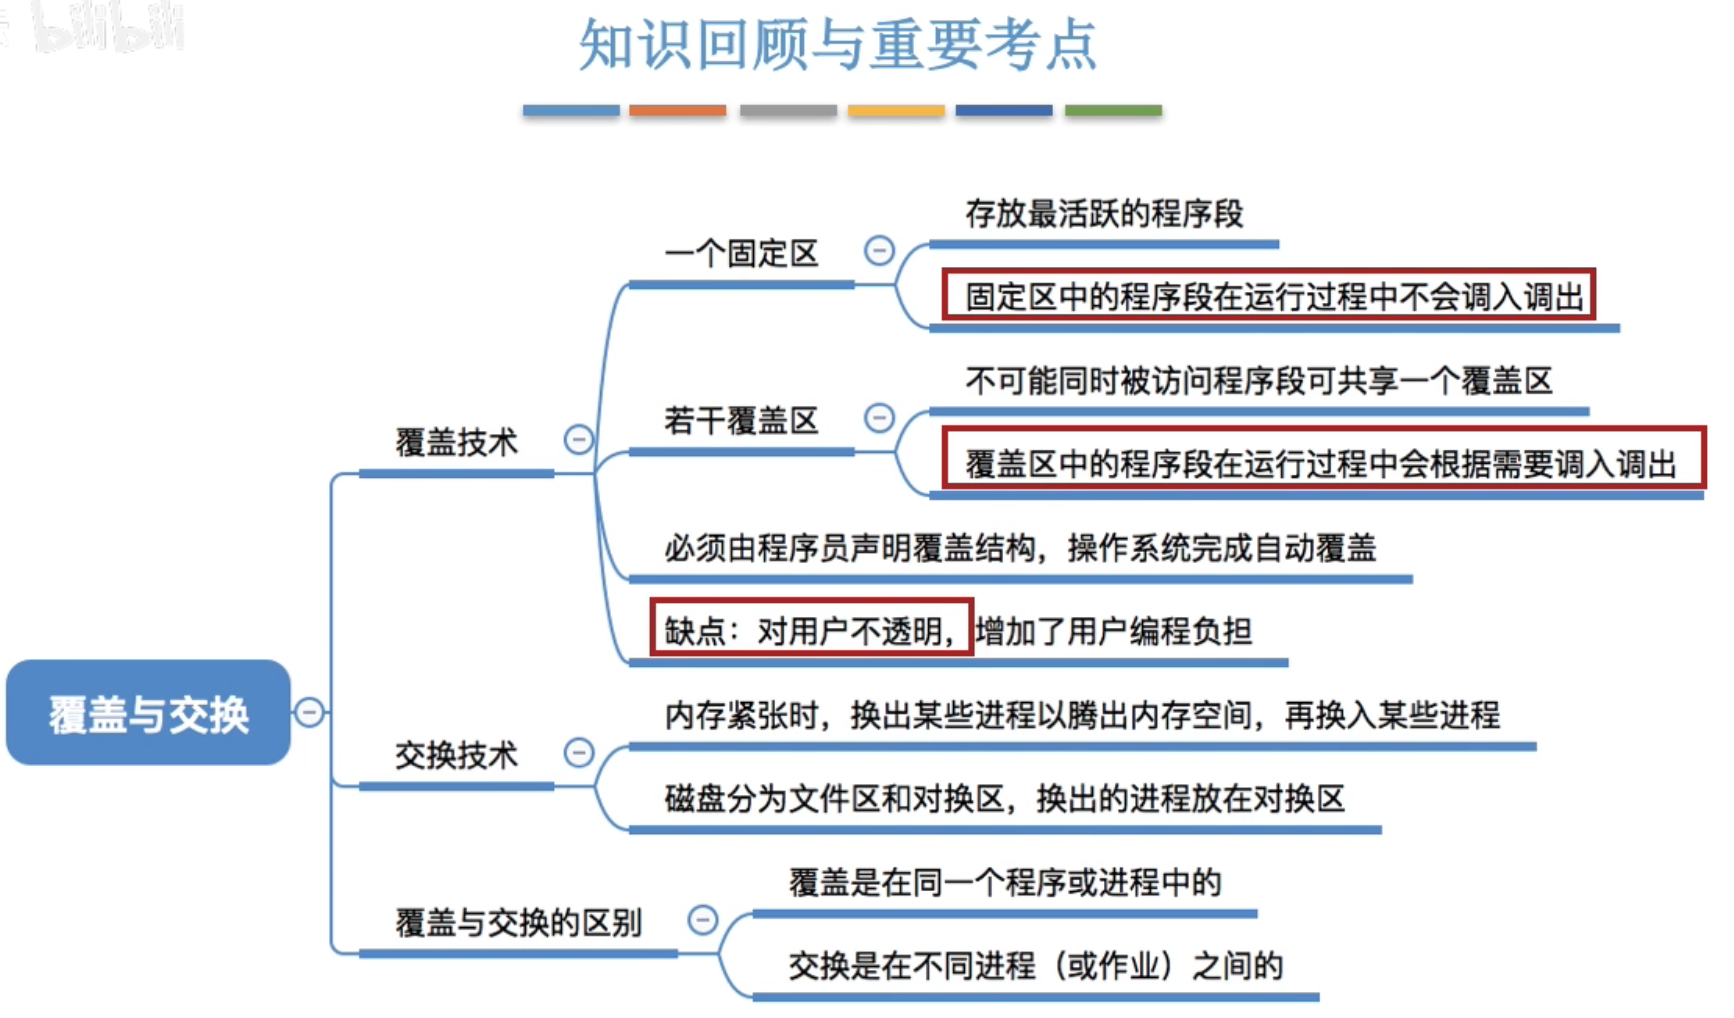 bilibili
知识回顾与重要考点
存放最活跃的程序段
一个固定区
固定区中的程序段在运行过程中不会调入调出
不可能同时被访问程序段可共享一个覆盖区
若干覆盖区
覆盖技术
覆盖区中的程序段在运行过程中会根据需要调入调出
必须由程序员声明覆盖结构，操作系统完成自动覆盖
缺点：对用户不透明，增加了用户编程负担
覆盖与交换
内存紧张时，换出某些进程以腾出内存空间，再换入某些进程
交换技术
磁盘分为文件区和对换区，换出的进程放在对换区
覆盖是在同一个程序或进程中的
覆盖与交换的区别
交换是在不同进程（或作业）之间的